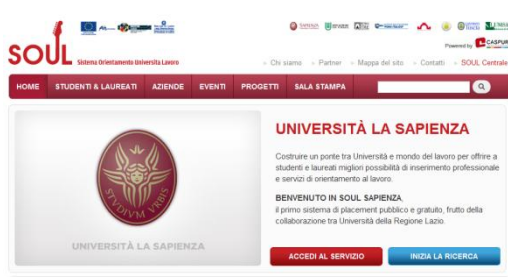 SOUL Sistema Orientamento Università Lavoro
SAPIENZA
Powered by CASPUR
Chi siamo Partner Mappa del sito Contatti SOUL Centrale
HOME STUDENTI & LAUREATI AZIENDE EVENTI PROGETTI SALA STAMPA
STVDIVM VRBIS
UNIVERSITÀ LA SAPIENZA
UNIVERSITÀ LA SAPIENZA
Costruire un ponte tra Università e mondo del lavoro per offrire a
studenti e laureati migliori possibilità di inserimento professionale
e servizi di orientamento al lavoro.
BENVENUTO IN SOUL SAPIENZA,
il primo sistema di placement pubblico e gratuito, frutto della
collaborazione tra Università della Regione Lazio.
ACCEDI AL SERVIZIO INIZIA LA RICERCA